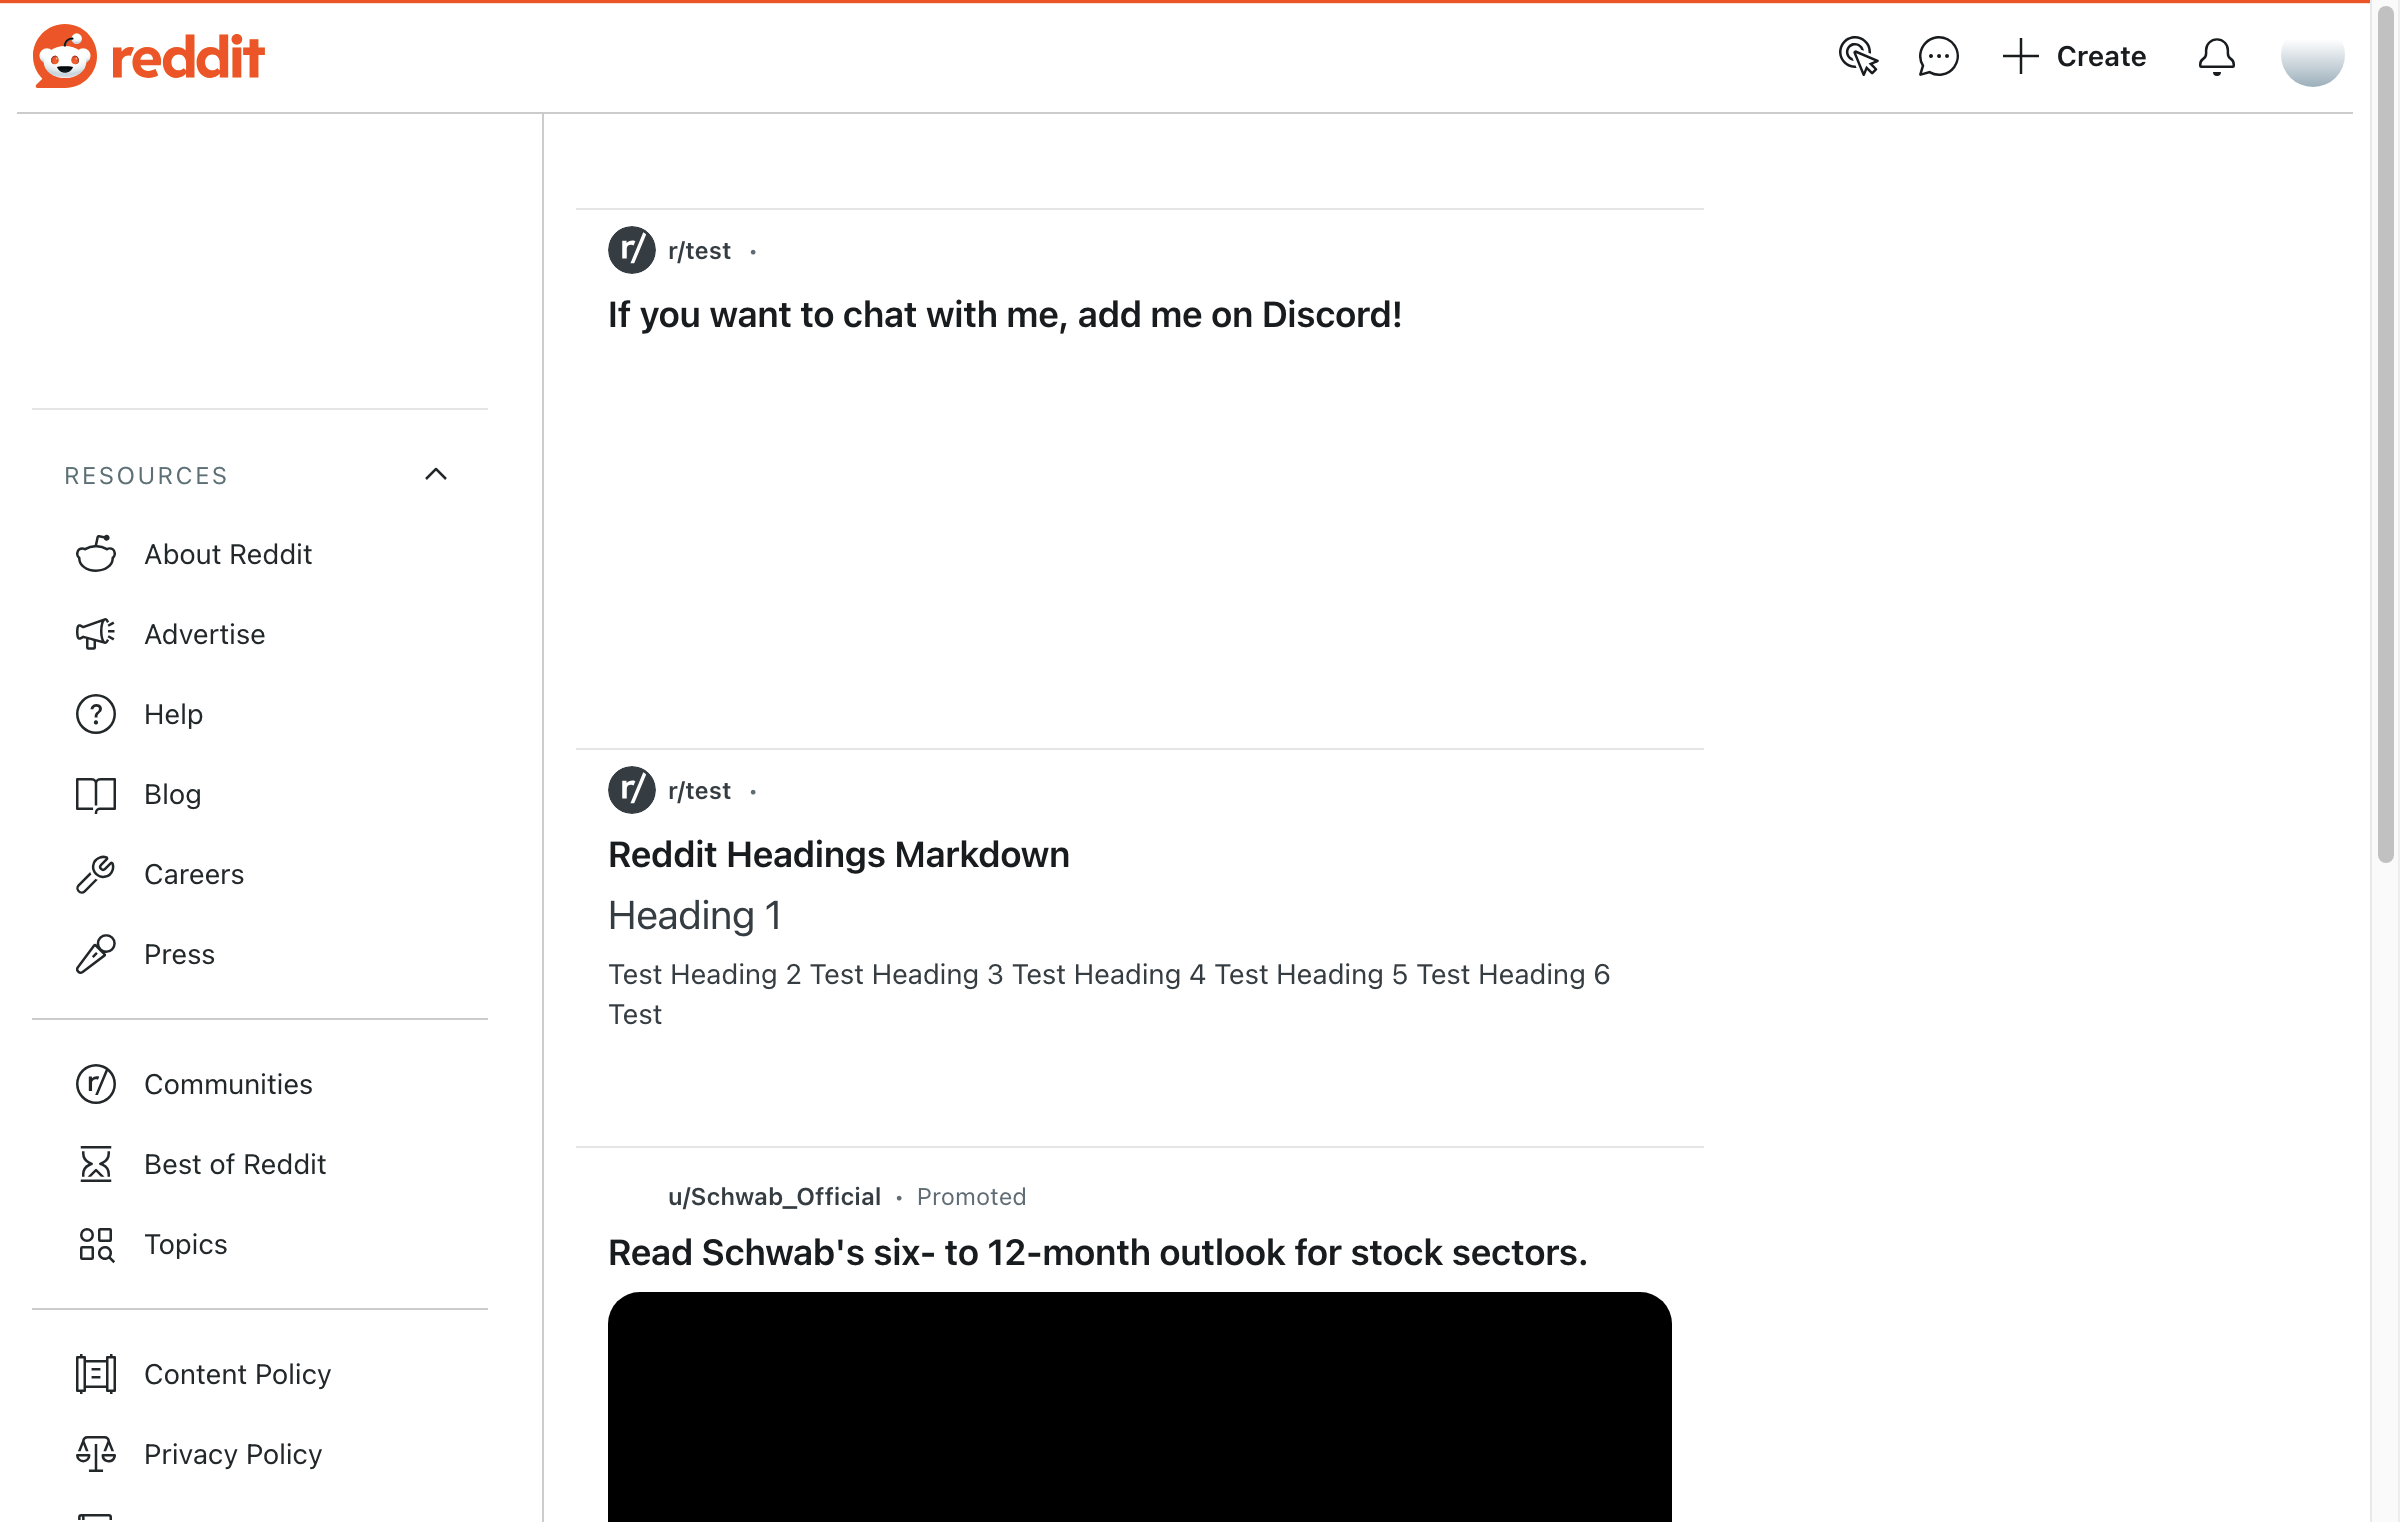 reddit
Create
r/test •
If you want to chat with me, add me on Discord!
RESOURCES
About Reddit
Advertise
Help
Blog
Careers
Press
r/test •
Reddit Headings Markdown
Heading 1
Test Heading 2 Test Heading 3 Test Heading 4 Test Heading 5 Test Heading 6
Test
Communities
Best of Reddit
Topics
u/Schwab_Official • Promoted
Read Schwab's six- to 12-month outlook for stock sectors.
Content Policy
Privacy Policy